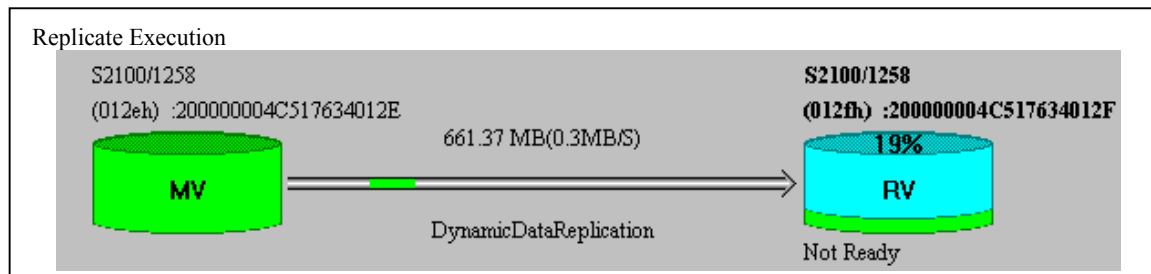 Replicate Execution
S2100/1258
(012eh) :200000004C517634012E
MV
661.37 MB(0.3MB/S)
DynamicDataReplication
S2100/1258
(012fh) :200000004C517634012F
19%
RV
Not Ready